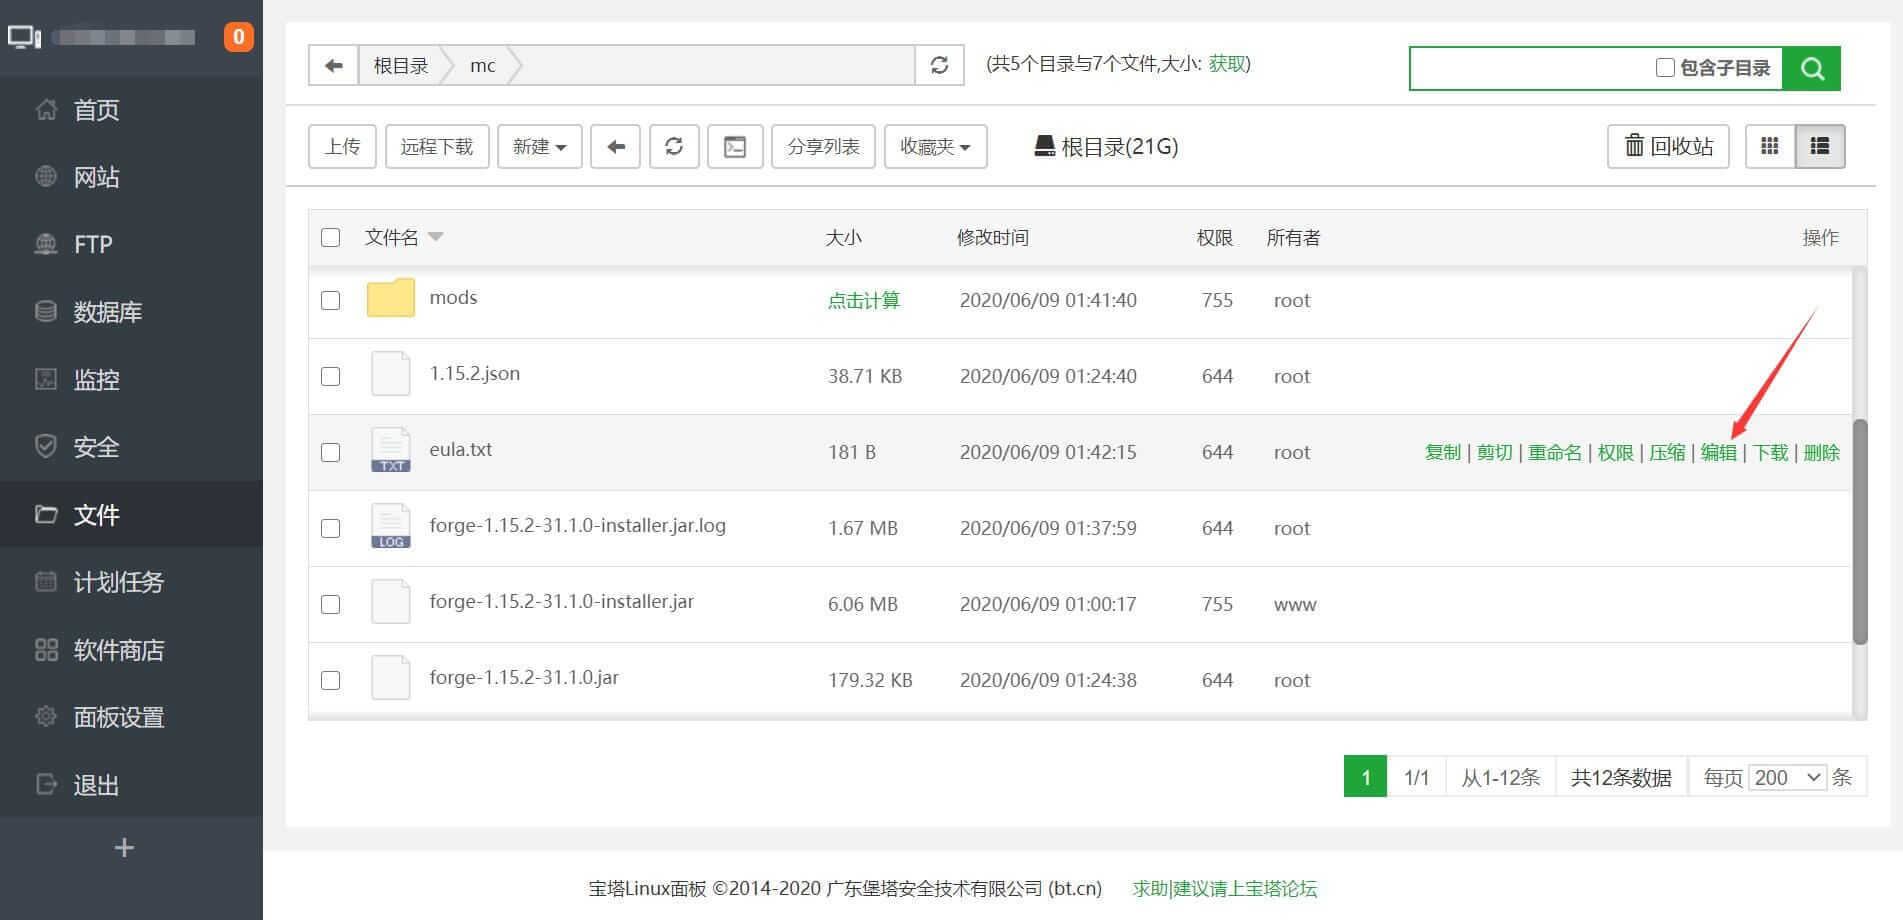 0
首页
网站
FTP
数据库
监控
安全
文件
计划任务
软件商店
面板设置
退出
根目录 mc (共5个目录与7个文件,大小: 获取) 包含子目录
上传 远程下载 新建 分享列表 收藏夹 根目录(21G) 回收站
文件名 大小 修改时间 权限 所有者 操作
mods 点击计算 2020/06/09 01:41:40 755 root
1.15.2.json 38.71 KB 2020/06/09 01:24:40 644 root
TXT eula.txt 181 B 2020/06/09 01:42:15 644 root 复制 | 剪切 | 重命名 | 权限 | 压缩 | 编辑 | 下载 | 删除
LOG forge-1.15.2-31.1.0-installer.jar.log 1.67 MB 2020/06/09 01:37:59 644 root
forge-1.15.2-31.1.0-installer.jar 6.06 MB 2020/06/09 01:00:17 755 www
forge-1.15.2-31.1.0.jar 179.32 KB 2020/06/09 01:24:38 644 root
1 1/1 从1-12条 共12条数据 每页 200 条
宝塔Linux面板 ©2014-2020 广东堡塔安全技术有限公司 (bt.cn) 求助|建议请上宝塔论坛